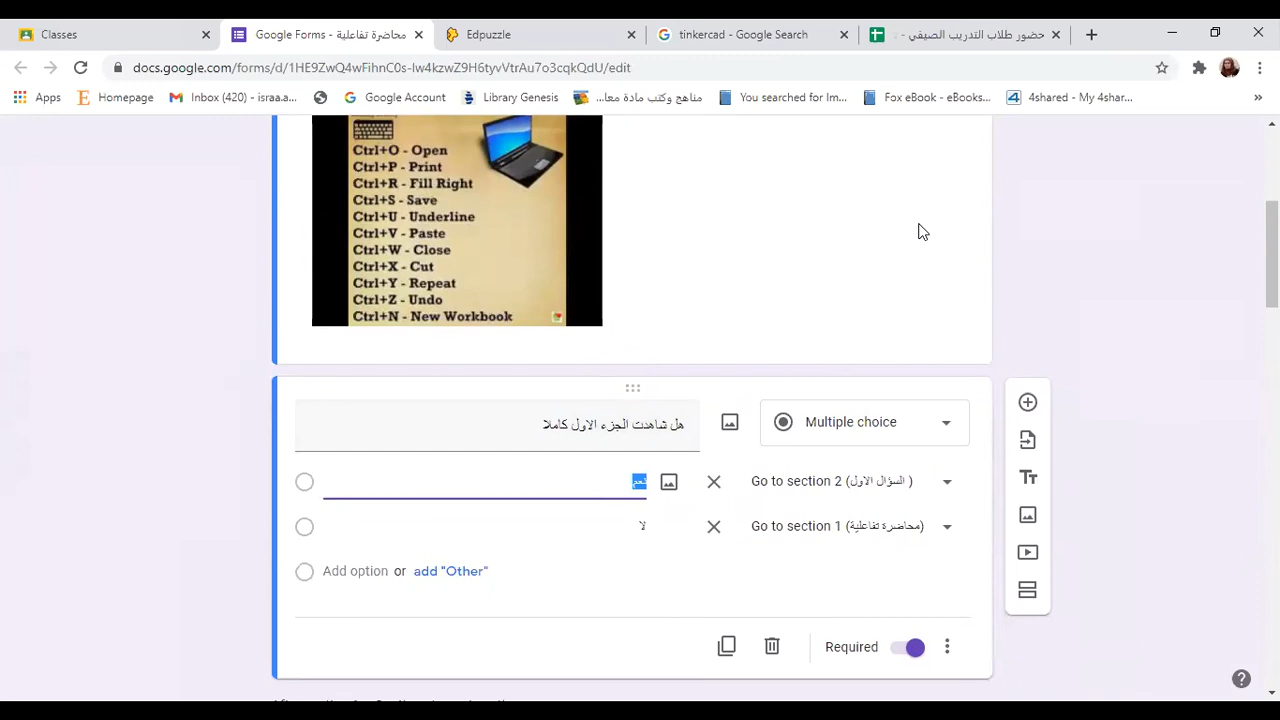 Classes
Google Forms - محاضرة تفاعلية
Edpuzzle
tinkercad - Google Search
حضور طلاب التدريب الصيفي -
docs.google.com/forms/d/1HE9ZwQ4wFihnC0s-lw4kzwZ9H6tyvVtrAu7o3cqkQdU/edit
Apps
Homepage
Inbox (420) - israa.a...
Google Account
Library Genesis
مناهج وكتب مادة معا...
You searched for Im...
Fox eBook - eBooks...
4shared - My 4shar...
Ctrl+O - Open
Ctrl+P - Print
Ctrl+R - Fill Right
Ctrl+S - Save
Ctrl+U - Underline
Ctrl+V - Paste
Ctrl+W - Close
Ctrl+X - Cut
Ctrl+Y - Repeat
Ctrl+Z - Undo
Ctrl+N - New Workbook
هل شاهدت الجزء الاول كاملا
Multiple choice
نعم
Go to section 2 (السؤال الاول )
لا
Go to section 1 (محاضرة تفاعلية)
Add option or add "Other"
Required